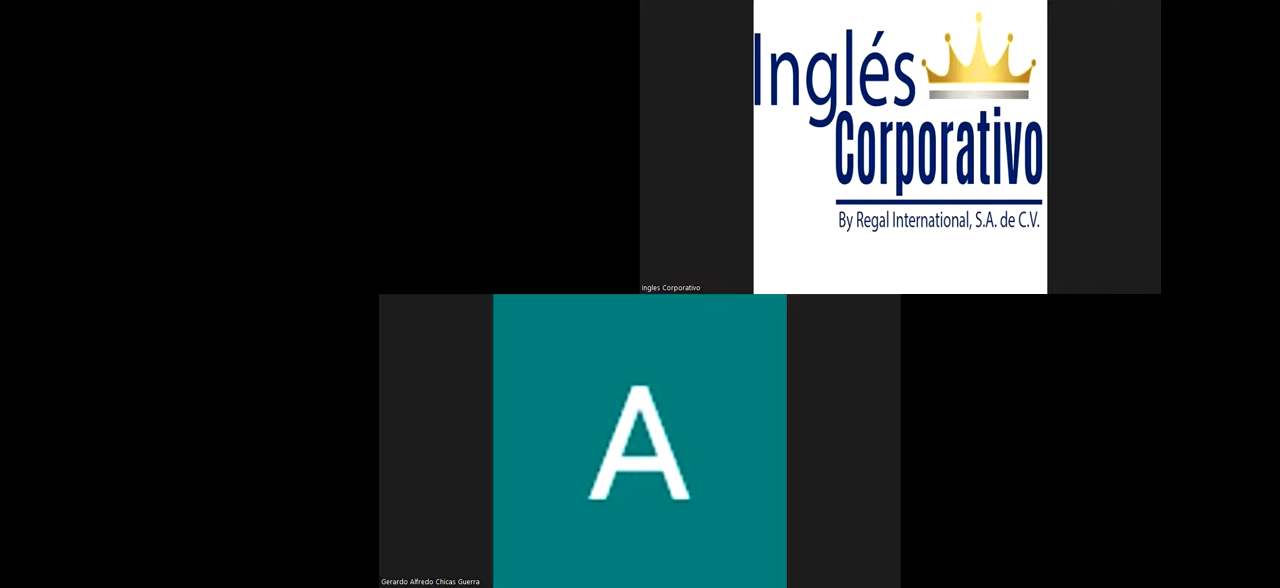 Inglés
Corporativo
By Regal International, S.A. de C.V.
Ingles Corporativo
A
Gerardo Alfredo Chicas Guerra